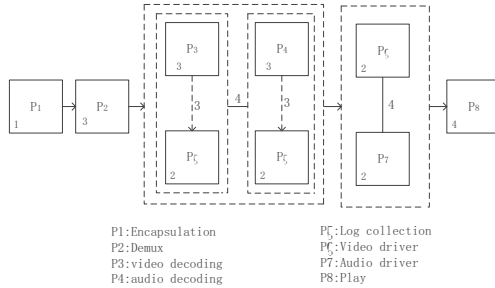 P3
3
P4
3
P6
2
P1
1
P2
3
3
4
3
4
P8
4
P5
2
P5
2
P7
2
P1:Encapsulation
P2:Demux
P3:video decoding
P4:audio decoding
P5:Log collection
P6:Video driver
P7:Audio driver
P8:Play